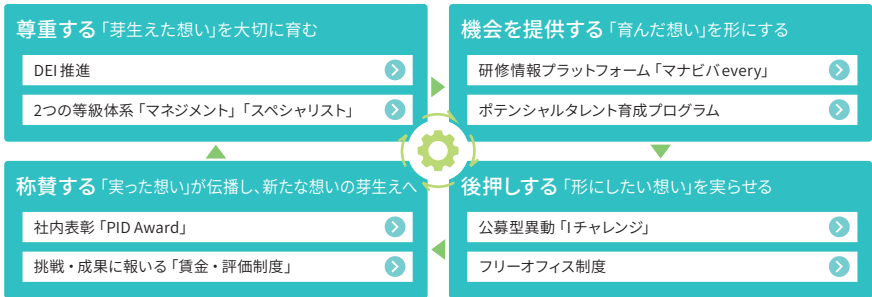 尊重する「芽生えた想い」を大切に育む
DEI推進
2つの等級体系「マネジメント」「スペシャリスト」
機会を提供する「育んだ想い」を形にする
研修情報プラットフォーム「マナビバevery」
ポテンシャルタレント育成プログラム
称賛する「実った想い」が伝播し、新たな想いの芽生えへ
社内表彰「PID Award」
挑戦・成果に報いる「賃金・評価制度」
後押しする「形にしたい想い」を実らせる
公募型異動「Iチャレンジ」
フリーオフィス制度